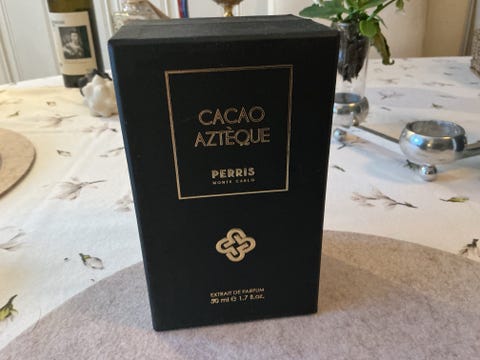 CACAO
AZTÈQUE
PERRIS
MONTE CARLO
EXTRAIT DE PARFUM
50 ml ℮ 1.7 fl.oz.